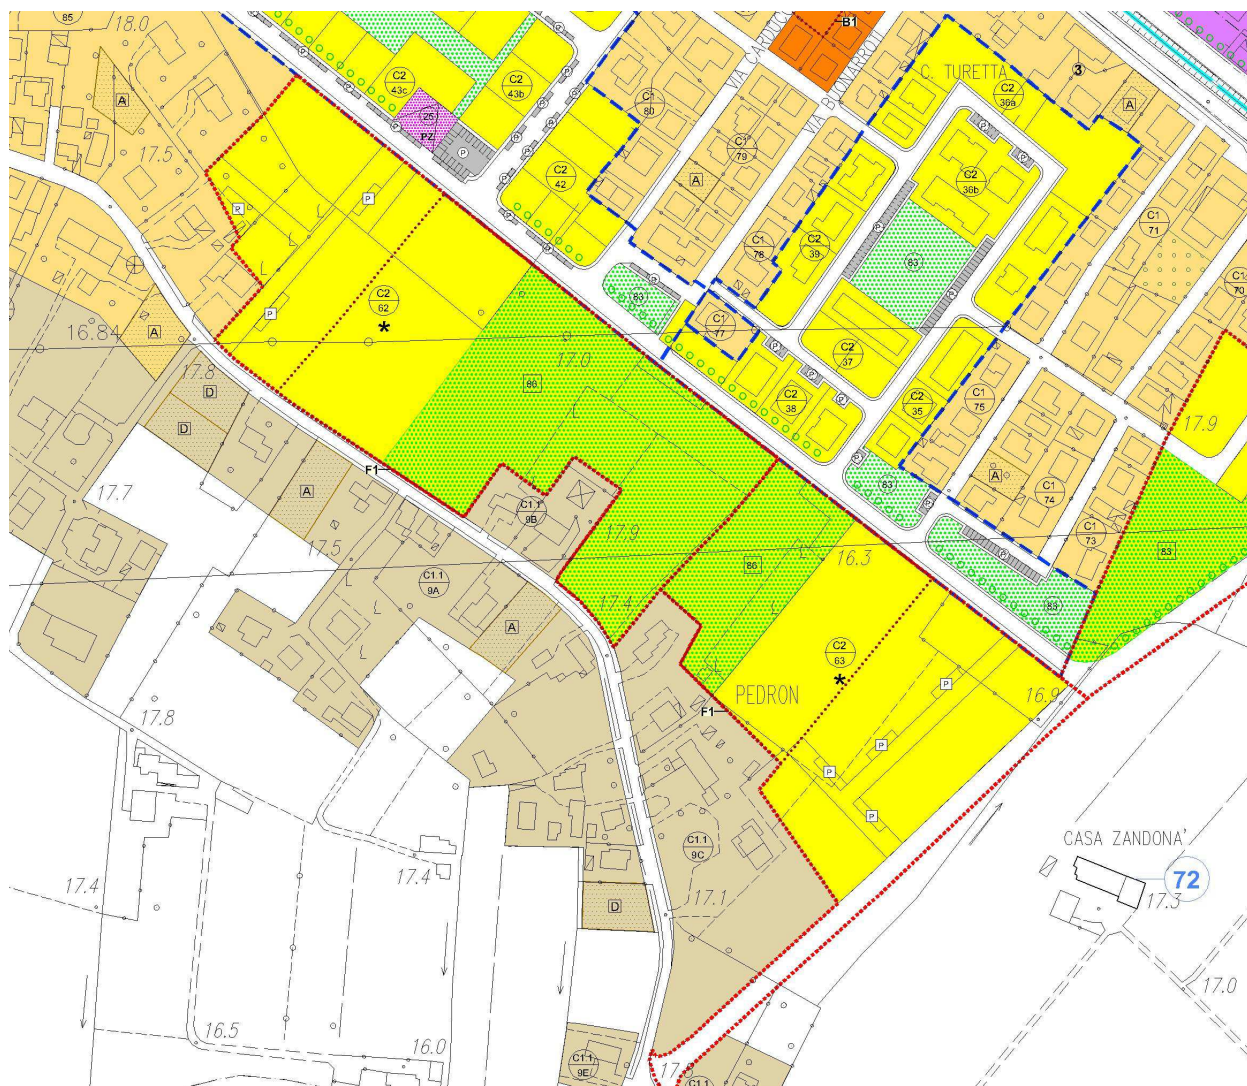 85
18.0
A
17.5
C2
43c
25
PZ
P
C2
43b
C2
42
C1
80
VIA BUONARROTI
B1
C1
79
A
C1
78
C2
39
C. TURETTA
C2
36a
3
A
C2
36b
83
C1
71
C1
70
P
P
P
C2
62
*
16.84
A
17.8
D
D
A
17.7
17.5
F1
86
17.0
83
C1
77
C2
37
C2
38
C2
35
C1
75
A
C1
74
C1
73
17.9
83
83
83
C1.1
9B
17.9
17.4
86
16.3
C1.1
9A
A
C2
63
*
PEDRON
F1
P
P
P
P
16.9
17.8
17.4
17.4
C1.1
9C
17.1
D
CASA ZANDONA'
72
17.3
17.0
16.5
16.0
C1.1
9E
C1.1